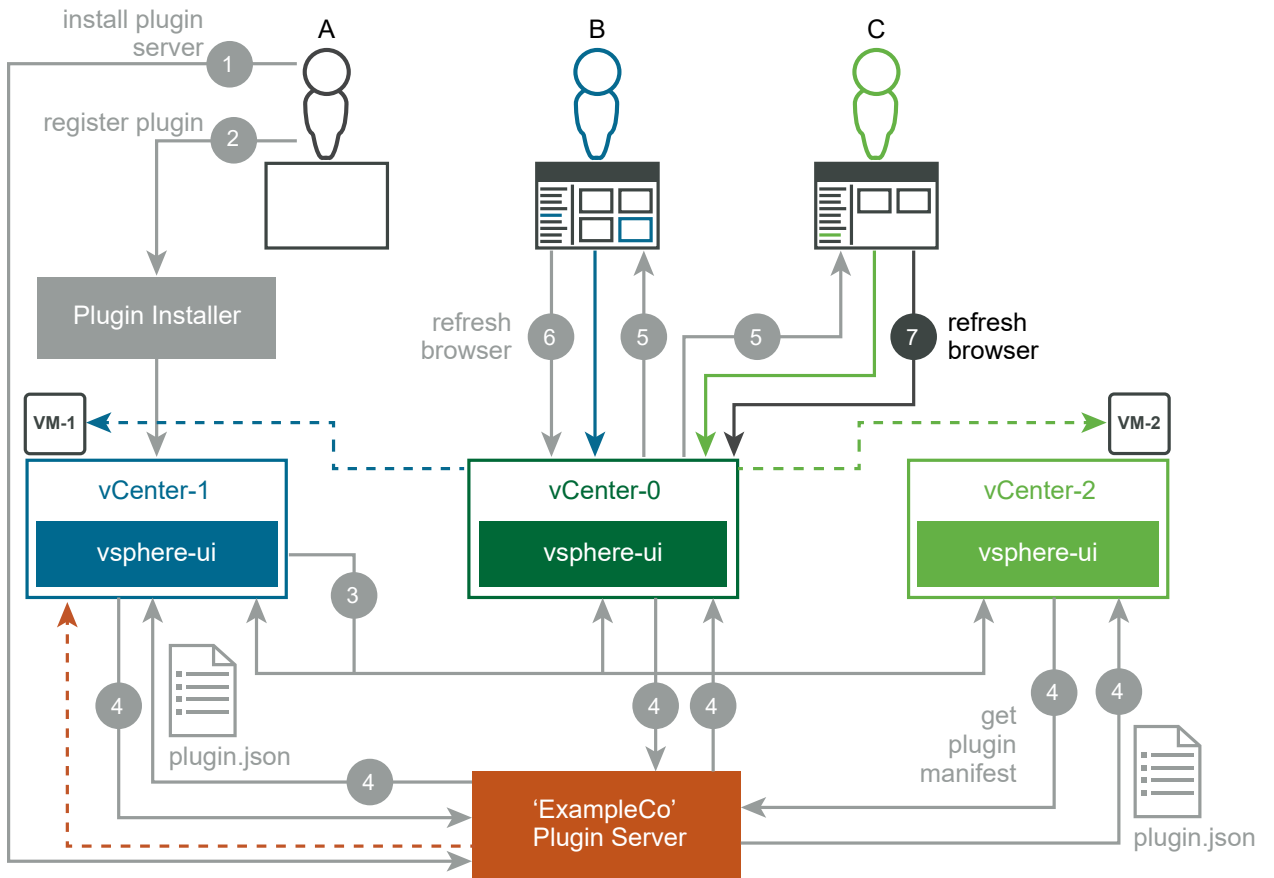 install plugin
server
A
B
C
1
register plugin
2
Plugin Installer
refresh
browser
6
5
5
7
refresh
browser
VM-1
VM-2
vCenter-1
vsphere-ui
vCenter-0
vsphere-ui
vCenter-2
vsphere-ui
3
4
plugin.json
4
4
4
get
plugin
manifest
4
4
plugin.json
4
‘ExampleCo’
Plugin Server